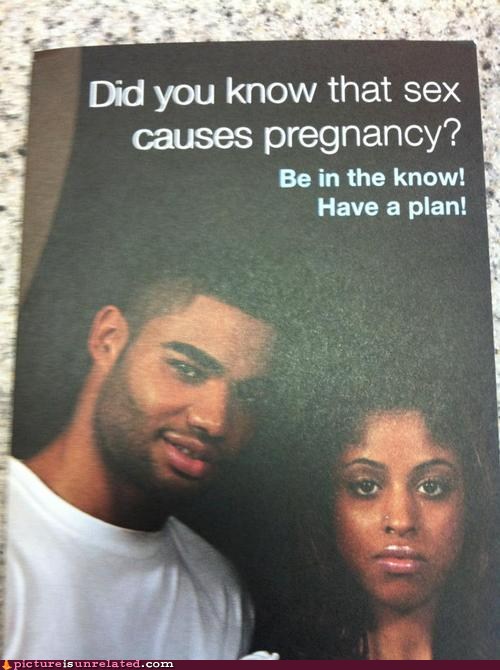 Did you know that sex
causes pregnancy?
Be in the know!
Have a plan!
pictureisunrelated.com